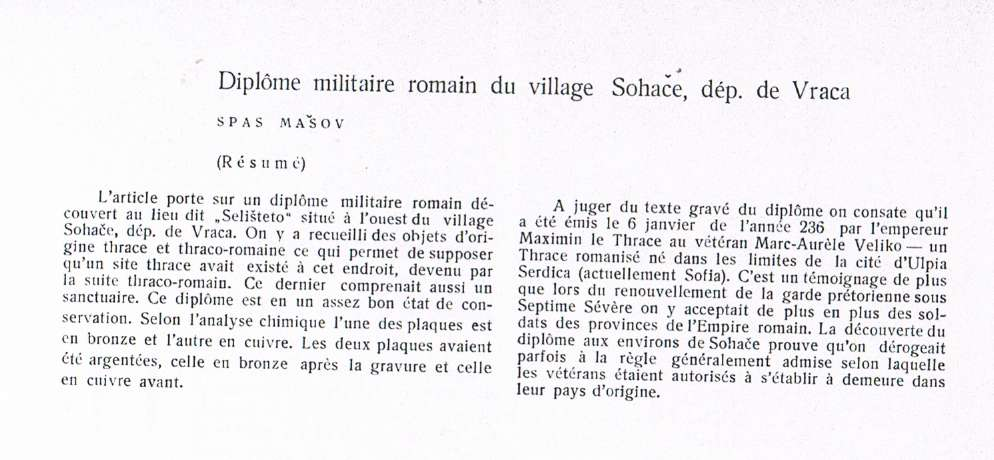 Diplôme militaire romain du village Sohače, dép. de Vraca
SPAS MAŠOV
(Résumé)
L'article porte sur un diplôme militaire romain dé-
couvert au lieu dit „Selišteto“ situé à l'ouest du village
Sohače, dép. de Vraca. On y a recueilli des objets d'ori-
gine thrace et thraco-romaine ce qui permet de supposer
qu'un site thrace avait existé à cet endroit, devenu par
la suite thraco-romain. Ce dernier comprenait aussi un
sanctuaire. Ce diplôme est en un assez bon état de con-
servation. Selon l'analyse chimique l'une des plaques est
en bronze et l'autre en cuivre. Les deux plaques avaient
été argentées, celle en bronze après la gravure et celle
en cuivre avant.
A juger du texte gravé du diplôme on consate qu'il
a été émis le 6 janvier de l'année 236 par l'empereur
Maximin le Thrace au vétéran Marc-Aurèle Veliko — un
Thrace romanisé né dans les limites de la cité d'Ulpia
Serdica (actuellement Sofia). C'est un témoignage de plus
que lors du renouvellement de la garde prétorienne sous
Septime Sévère on y acceptait de plus en plus des sol-
dats des provinces de l'Empire romain. La découverte du
diplôme aux environs de Sohače prouve qu'on dérogeait
parfois à la règle généralement admise selon laquelle
les vétérans étaient autorisés à s'établir à demeure dans
leur pays d'origine.